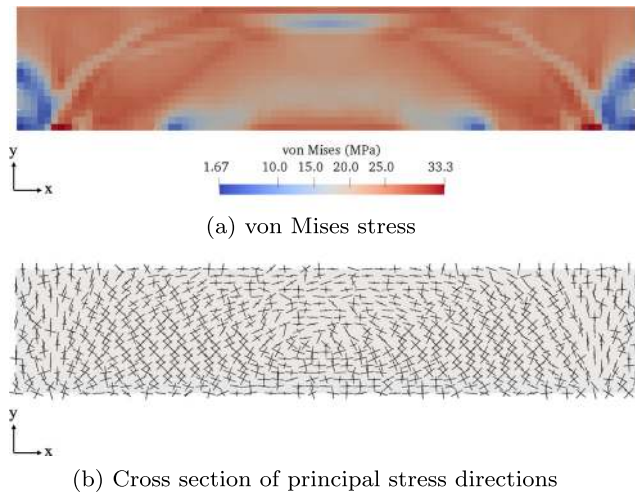 von Mises (MPa)
1.67 10.0 15.0 20.0 25.0 33.3
y
x
(a) von Mises stress
y
x
(b) Cross section of principal stress directions